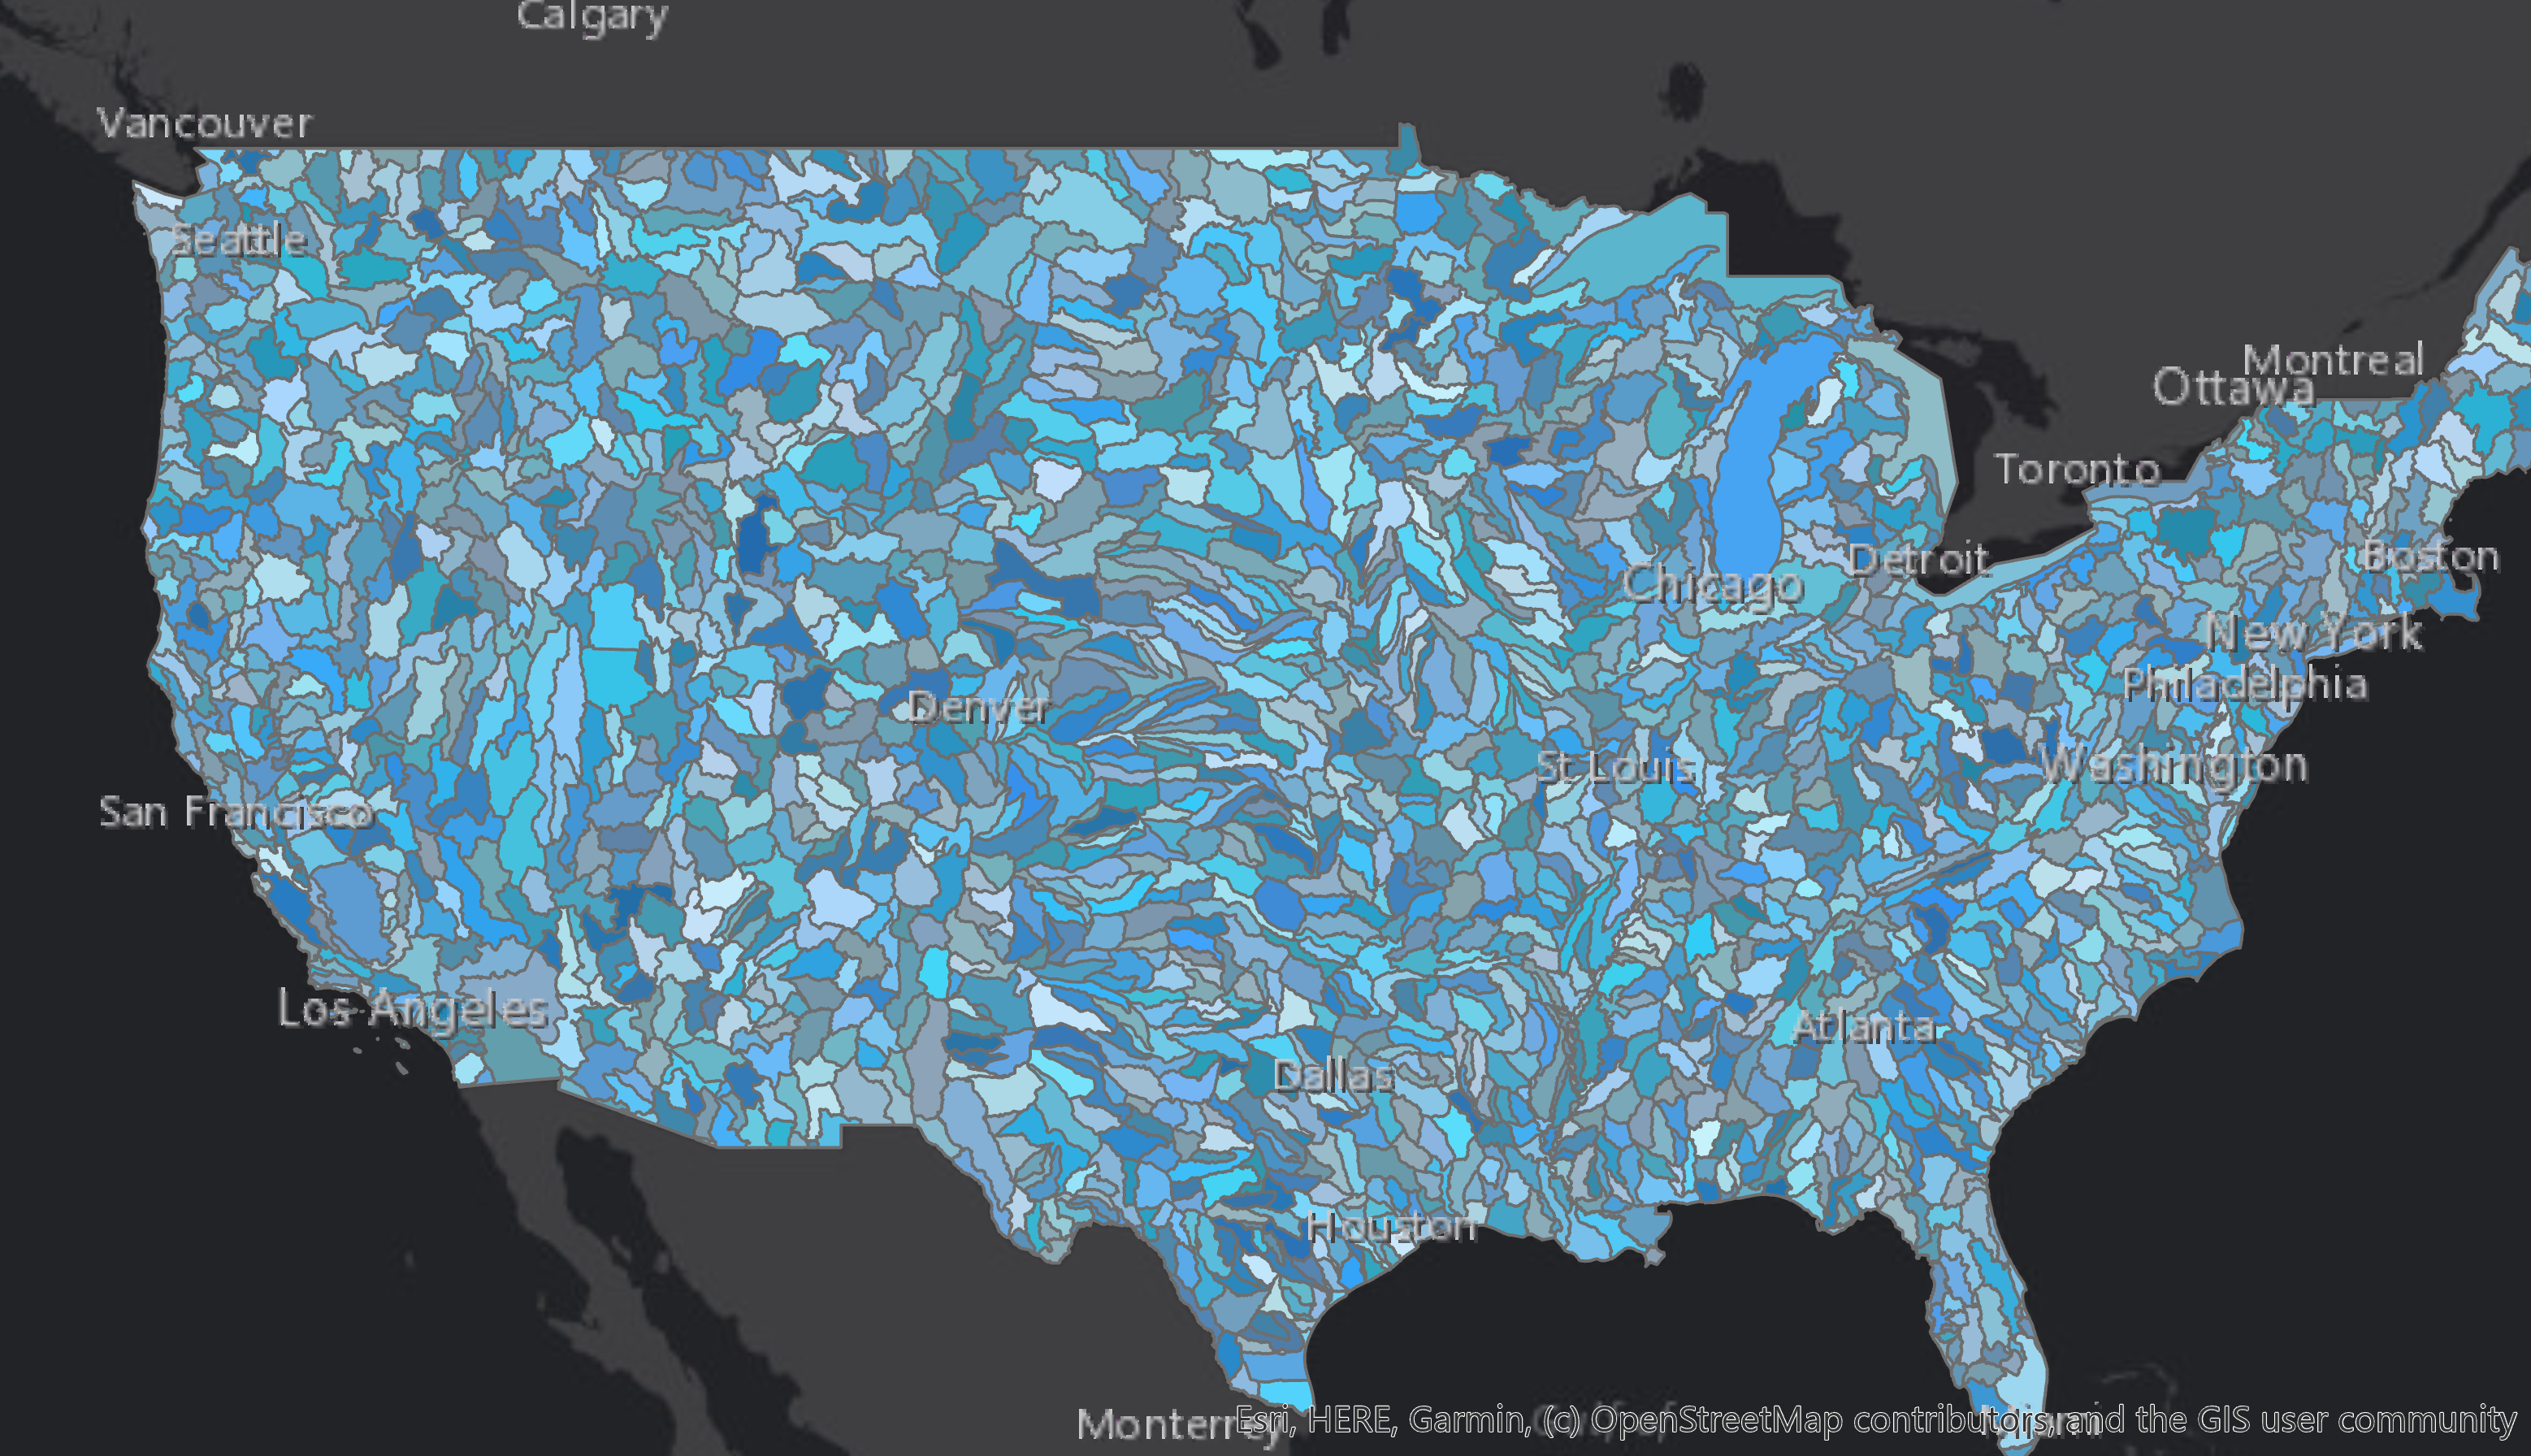 Calgary
Vancouver
Seattle
Montreal
Ottawa
Toronto
Boston
Detroit
Chicago
New York
Philadelphia
Denver
Washington
St Louis
San Francisco
Los Angeles
Atlanta
Dallas
Houston
Monterrey
Esri, HERE, Garmin, (c) OpenStreetMap contributors, and the GIS user community